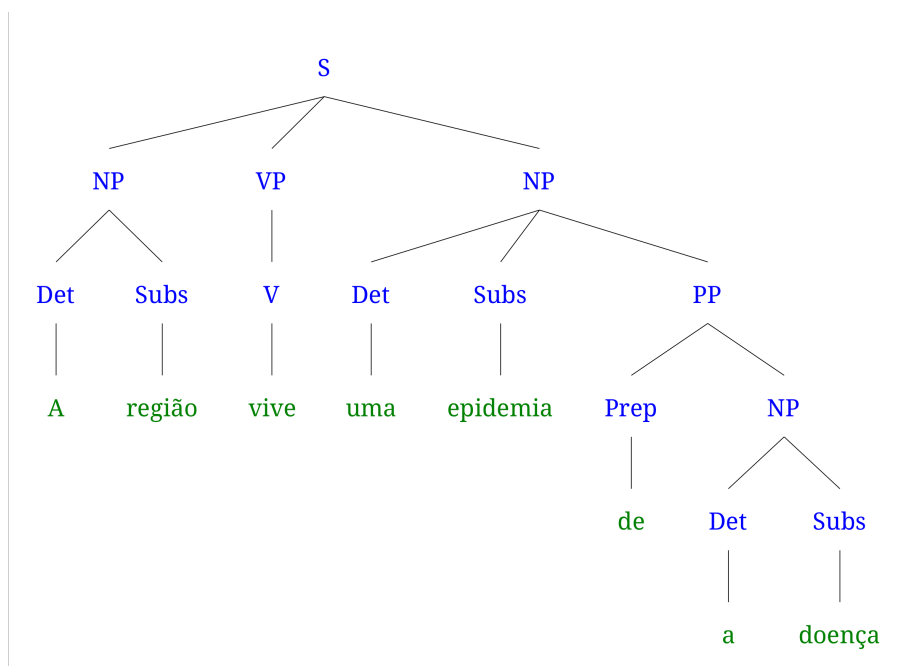 S
NP VP NP
Det Subs V Det Subs PP
A região vive uma epidemia Prep NP
de Det Subs
a doença